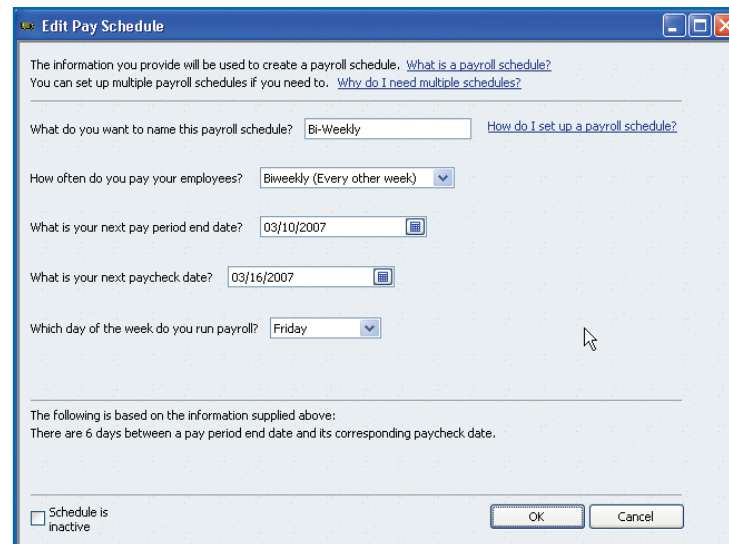 Edit Pay Schedule
The information you provide will be used to create a payroll schedule. What is a payroll schedule?
You can set up multiple payroll schedules if you need to. Why do I need multiple schedules?
What do you want to name this payroll schedule? Bi-Weekly How do I set up a payroll schedule?
How often do you pay your employees? Biweekly (Every other week)
What is your next pay period end date? 03/10/2007
What is your next paycheck date? 03/16/2007
Which day of the week do you run payroll? Friday
The following is based on the information supplied above:
There are 6 days between a pay period end date and its corresponding paycheck date.
Schedule is
inactive
OK Cancel